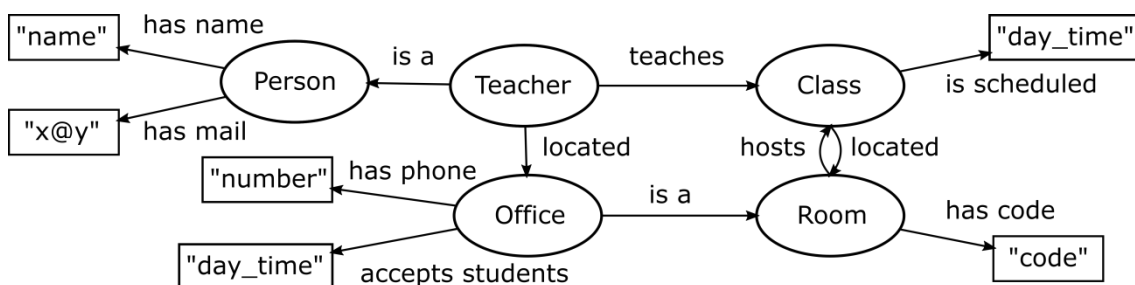 has name
"name"
"day_time"
is a
teaches
Person
Teacher
Class
is scheduled
"x@y"
has mail
located
hosts
located
"number"
has phone
is a
Office
Room
has code
"day_time"
accepts students
"code"